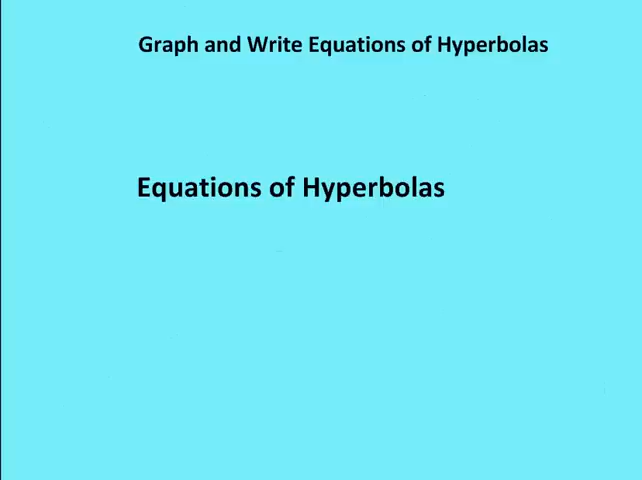 Graph and Write Equations of Hyperbolas
Equations of Hyperbolas